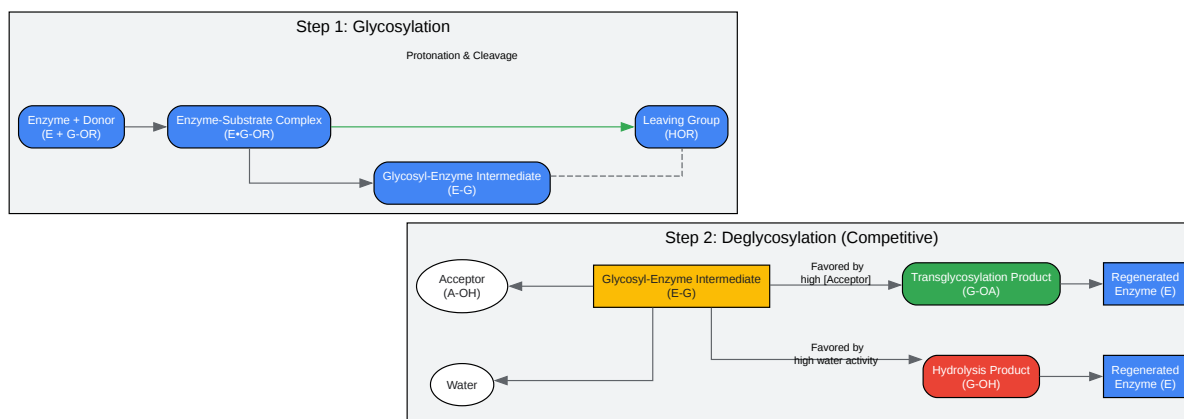 Step 1: Glycosylation
Protonation & Cleavage
Enzyme + Donor
(E + G-OR)
Enzyme-Substrate Complex
(E•G-OR)
Leaving Group
(HOR)
Glycosyl-Enzyme Intermediate
(E-G)
Step 2: Deglycosylation (Competitive)
Acceptor
(A-OH)
Glycosyl-Enzyme Intermediate
(E-G)
Favored by
high [Acceptor]
Transglycosylation Product
(G-OA)
Regenerated
Enzyme (E)
Water
Favored by
high water activity
Hydrolysis Product
(G-OH)
Regenerated
Enzyme (E)